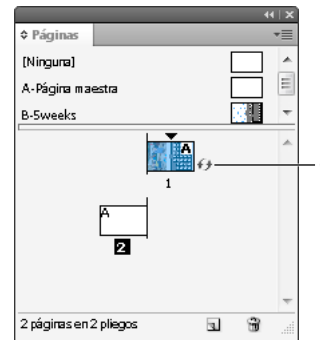 Páginas
[Ninguna]
A-Página maestra
B-5weeks
A
1
A
2
2 páginas en 2 pliegos